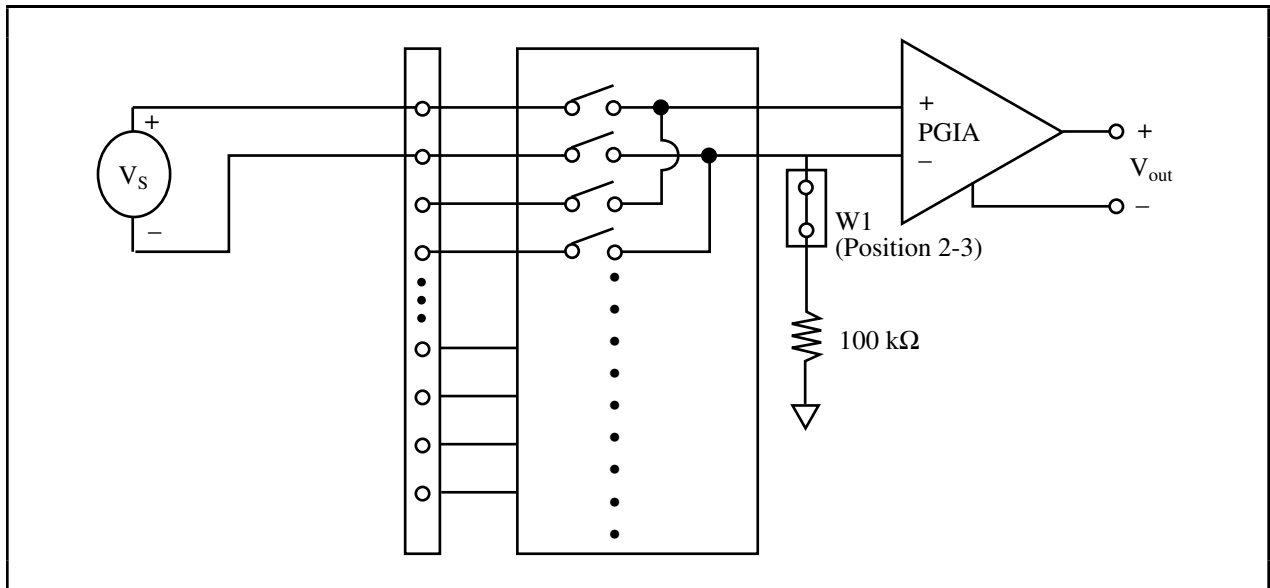 +
V_S
–
+
PGIA
–
+
V_out
–
W1
(Position 2-3)
100 kΩ